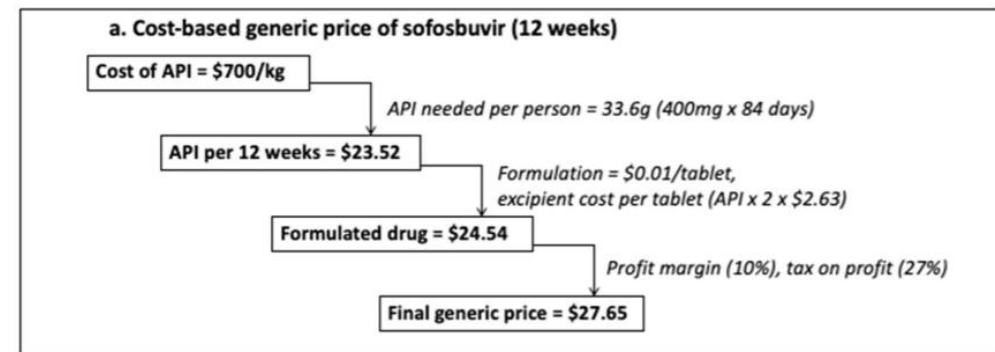 a. Cost-based generic price of sofosbuvir (12 weeks)
Cost of API = $700/kg
API needed per person = 33.6g (400mg x 84 days)
API per 12 weeks = $23.52
Formulation = $0.01/tablet,
excipient cost per tablet (API x 2 x $2.63)
Formulated drug = $24.54
Profit margin (10%), tax on profit (27%)
Final generic price = $27.65